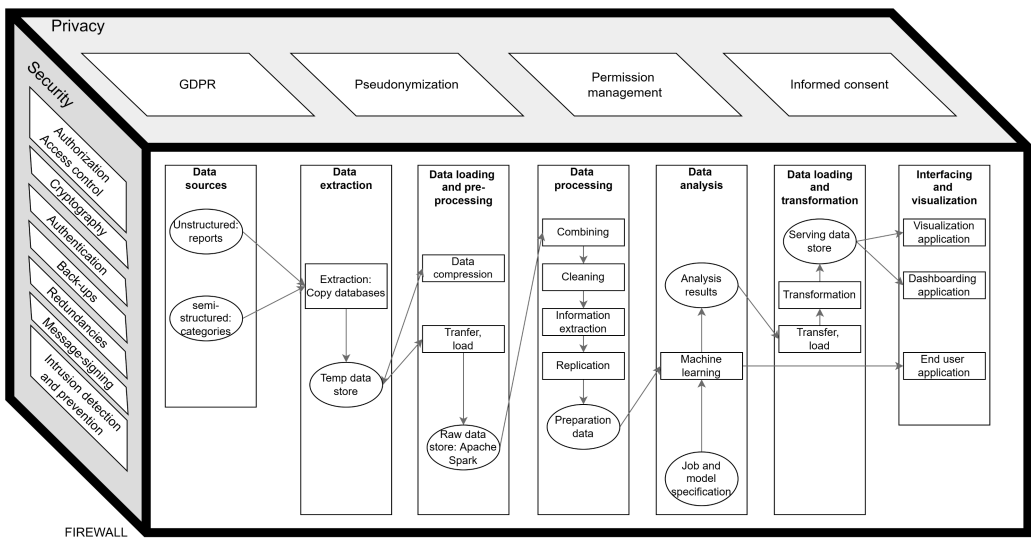 Privacy
GDPR
Pseudonymization
Permission
management
Informed consent
Security
Authorization
Access control
Cryptography
Authentication
Back-ups
Redundancies
Message-signing
Intrusion detection
and prevention
Data
sources
Unstructured:
reports
semi-
structured:
categories
Data
extraction
Extraction:
Copy databases
Temp data
store
Data loading
and pre-
processing
Data
compression
Tranfer,
load
Raw data
store: Apache
Spark
Data
processing
Combining
Cleaning
Information
extraction
Replication
Preparation
data
Data
analysis
Analysis
results
Machine
learning
Job and
model
specification
Data loading
and
transformation
Serving data
store
Transformation
Transfer,
load
Interfacing
and
visualization
Visualization
application
Dashboarding
application
End user
application
FIREWALL